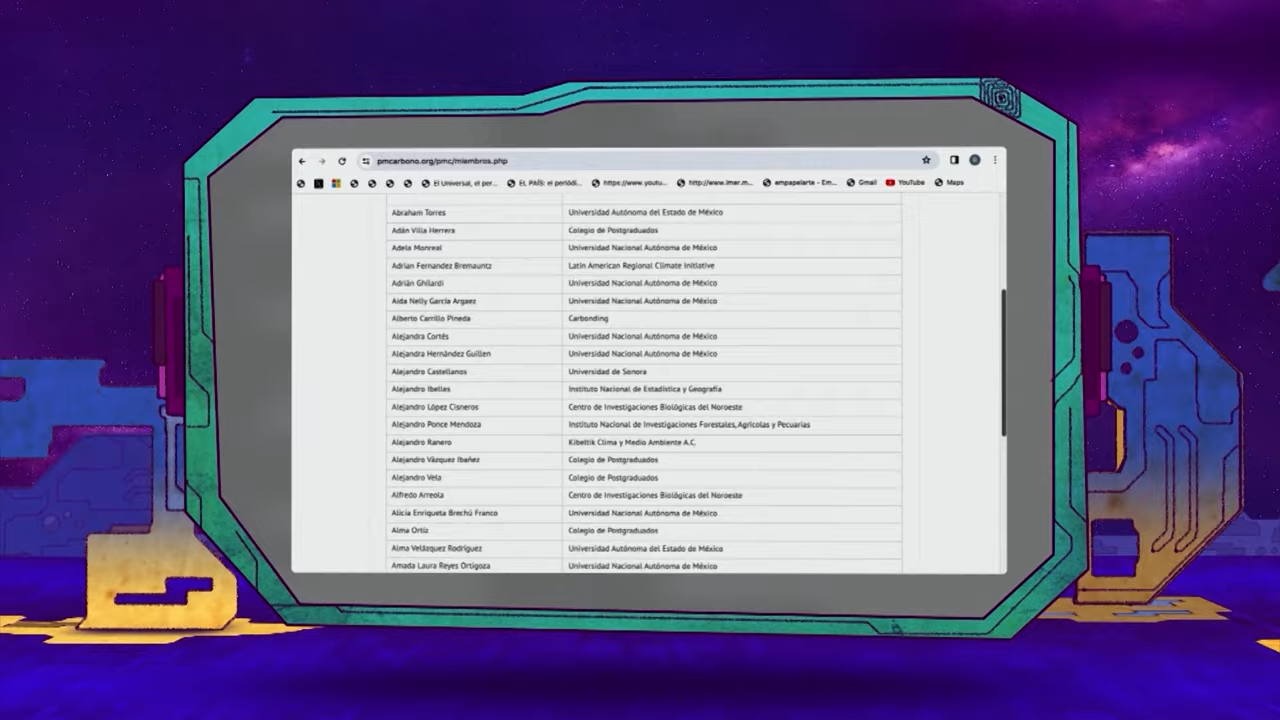 pmcarbono.org/pmc/miembros.php
El Universal, el per... EL PAÍS: el periódi... https://www.youtu... http://www.imer.m... empapelarte - Em... Gmail YouTube Maps
Abraham Torres Universidad Autónoma del Estado de México
Adán Villa Herrera Colegio de Postgraduados
Adela Monreal Universidad Nacional Autónoma de México
Adrian Fernandez Bremauntz Latin American Regional Climate Initiative
Adrián Ghilardi Universidad Nacional Autónoma de México
Aida Nelly García Argaez Universidad Nacional Autónoma de México
Alberto Carrillo Pineda Carbonding
Alejandra Cortés Universidad Nacional Autónoma de México
Alejandra Hernández Guillen Universidad Nacional Autónoma de México
Alejandro Castellanos Universidad de Sonora
Alejandro Ibelles Instituto Nacional de Estadística y Geografía
Alejandro López Cisneros Centro de Investigaciones Biológicas del Noroeste
Alejandro Ponce Mendoza Instituto Nacional de Investigaciones Forestales, Agrícolas y Pecuarias
Alejandro Ranero Kibeltik Clima y Medio Ambiente A.C.
Alejandro Vázquez Ibañez Colegio de Postgraduados
Alejandro Vela Colegio de Postgraduados
Alfredo Arreola Centro de Investigaciones Biológicas del Noroeste
Alicia Enriqueta Brechú Franco Universidad Nacional Autónoma de México
Alma Ortíz Colegio de Postgraduados
Alma Velázquez Rodríguez Universidad Autónoma del Estado de México
Amada Laura Reyes Ortigoza Universidad Nacional Autónoma de México